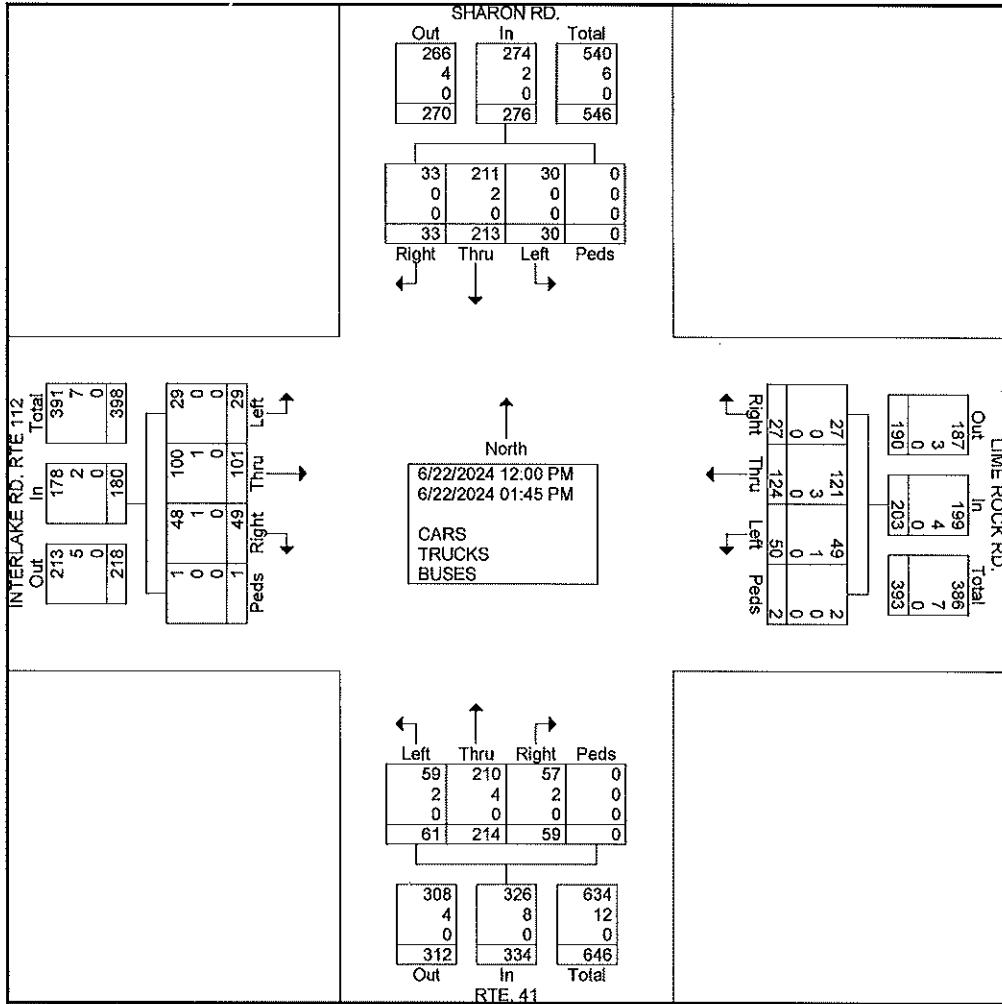 SHARON RD.
Out In Total
266 274 540
4 2 6
0 0 0
270 276 546
33 211 30 0
0 2 0 0
0 0 0 0
33 213 30 0
Right Thru Left Peds
INTERLAKE RD. RTE 112
Total
391 7 0 398
In
178 2 0 180
Out
213 5 0 218
29 0 0 29 Left
100 1 0 101 Thru
48 1 0 49 Right
1 0 0 1 Peds
North
6/22/2024 12:00 PM
6/22/2024 01:45 PM
CARS
TRUCKS
BUSES
Right 27 0 0 27
Thru 124 0 3 121
Left 50 0 1 49
Peds 2 0 0 2
LIME ROCK RD.
Out
187 3 0 190
In
199 4 0 203
Total
386 7 0 393
Left Thru Right Peds
59 210 57 0
2 4 2 0
0 0 0 0
61 214 59 0
308 326 634
4 8 12
0 0 0
312 334 646
Out In Total
RTE. 41